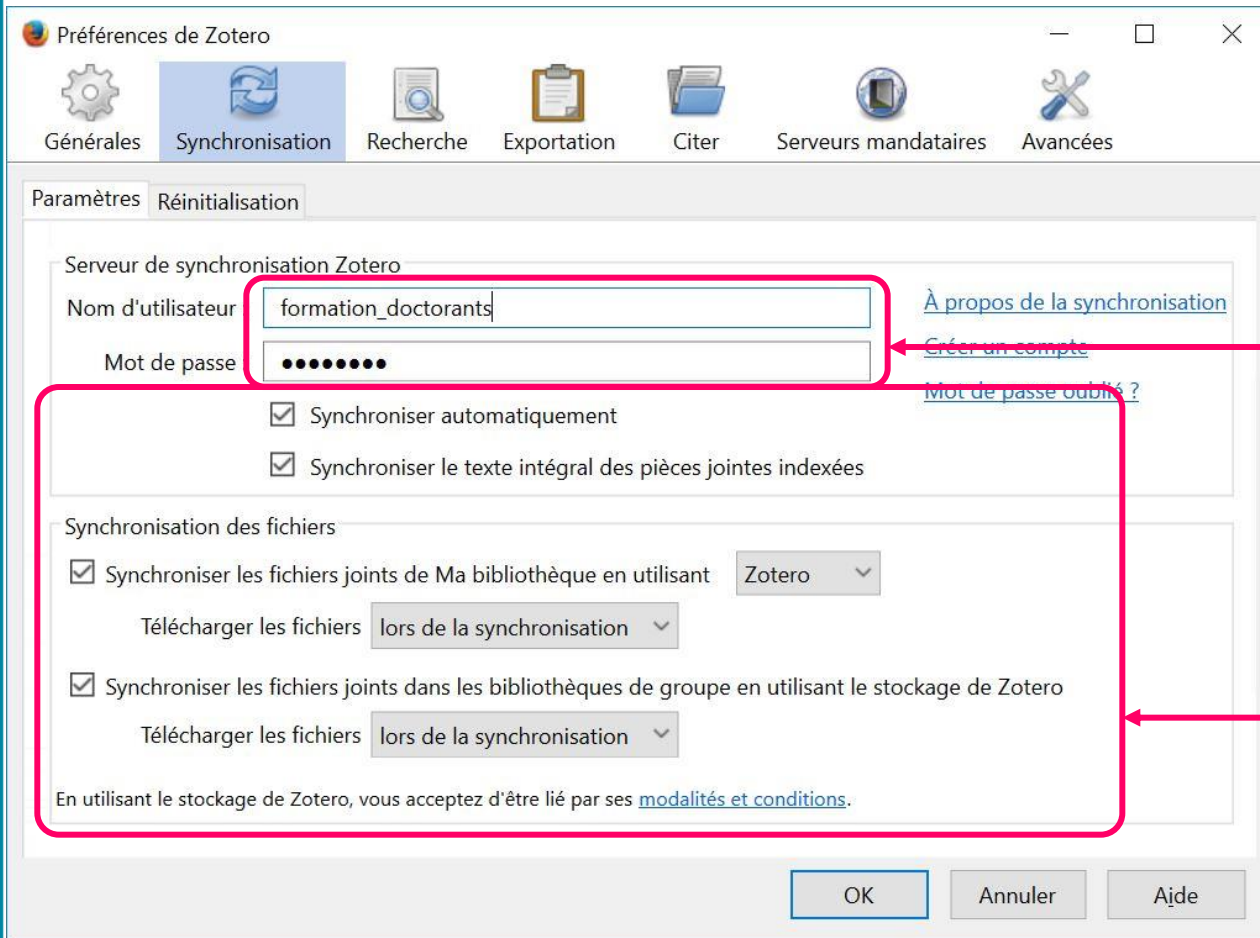 Préférences de Zotero
Générales Synchronisation Recherche Exportation Citer Serveurs mandataires Avancées
Paramètres Réinitialisation
Serveur de synchronisation Zotero
Nom d'utilisateur formation_doctorants À propos de la synchronisation
Mot de passe ●●●●●●●● Créer un compte
Mot de passe oublié ?
Synchroniser automatiquement
Synchroniser le texte intégral des pièces jointes indexées
Synchronisation des fichiers
Synchroniser les fichiers joints de Ma bibliothèque en utilisant Zotero
Télécharger les fichiers lors de la synchronisation
Synchroniser les fichiers joints dans les bibliothèques de groupe en utilisant le stockage de Zotero
Télécharger les fichiers lors de la synchronisation
En utilisant le stockage de Zotero, vous acceptez d'être lié par ses modalités et conditions.
OK Annuler Aide